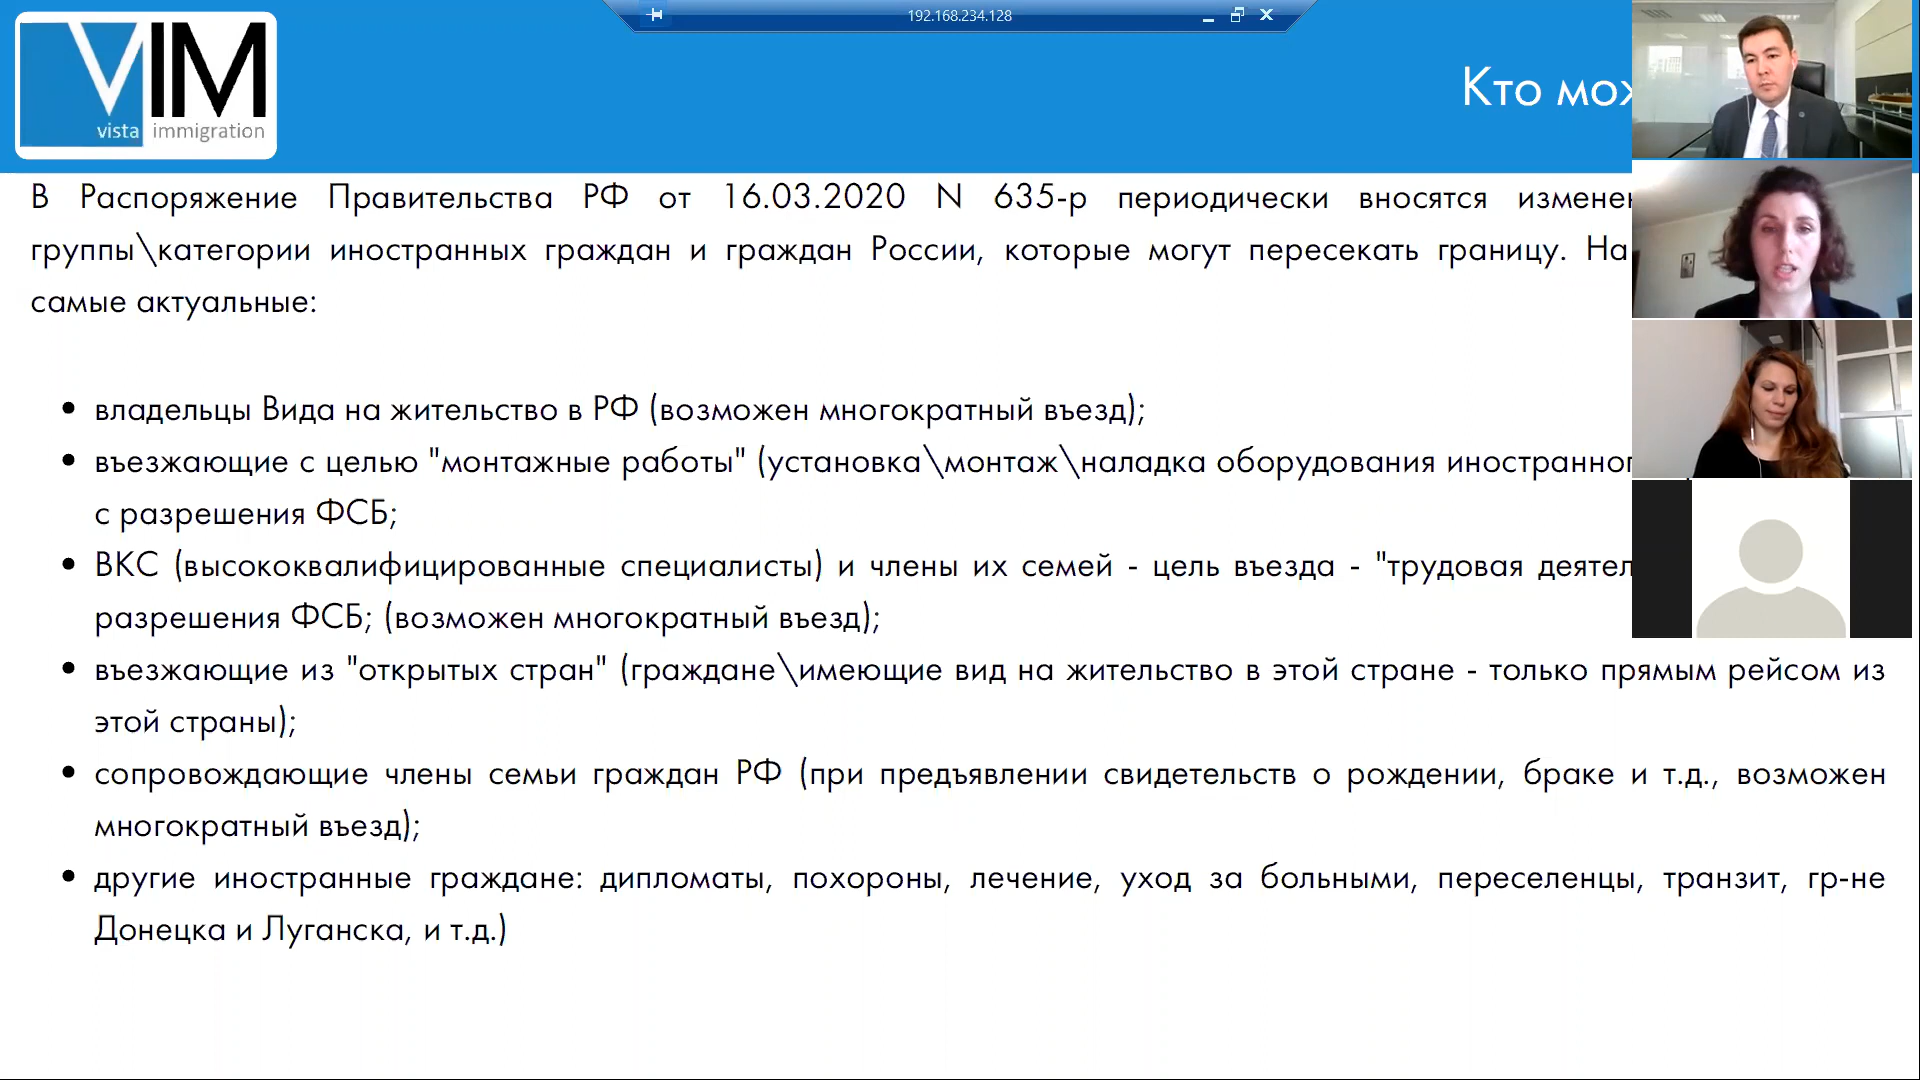 192.168.234.128
VIM
vista immigration
Кто
В Распоряжение Правительства РФ от 16.03.2020 N 635-р периодически вносятся
группы\категории иностранных граждан и граждан России, которые могут пересекать границу. На
самые актуальные:
• владельцы Вида на жительство в РФ (возможен многократный въезд);
• въезжающие с целью "монтажные работы" (установка\монтаж\наладка оборудования
с разрешения ФСБ;
• ВКС (высококвалифицированные специалисты) и члены их семей - цель въезда - "трудовая
разрешения ФСБ; (возможен многократный въезд);
• въезжающие из "открытых стран" (граждане\имеющие вид на жительство в этой стране - только прямым рейсом из
этой страны);
• сопровождающие члены семьи граждан РФ (при предъявлении свидетельств о рождении, браке и т.д., возможен
многократный въезд);
• другие иностранные граждане: дипломаты, похороны, лечение, уход за больными, переселенцы, транзит, гр-не
Донецка и Луганска, и т.д.)